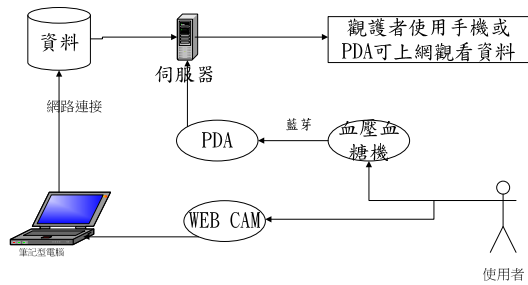 資料
伺服器
觀護者使用手機或
PDA可上網觀看資料
網路連接
PDA
藍芽
血壓血
糖機
WEB CAM
筆記型電腦
使用者